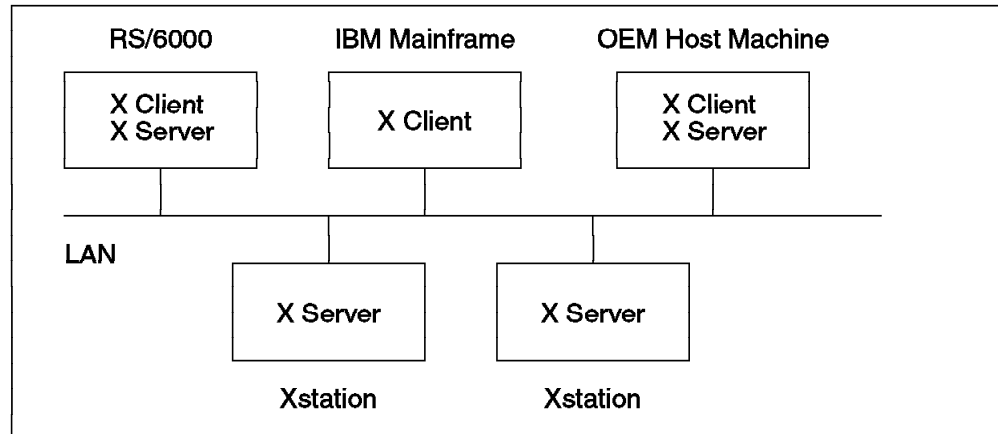 RS/6000
IBM Mainframe
OEM Host Machine
X Client
X Server
X Client
X Client
X Server
LAN
X Server
X Server
Xstation
Xstation